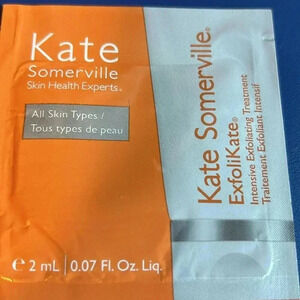 Kate
Somerville
Skin Health Experts®
All Skin Types /
Tous types de peau
℮ 2 mL | 0.07 Fl. Oz. Liq.
Kate Somerville®
ExfoliKate®
Intensive Exfoliating Treatment
Traitement Exfoliant Intensif